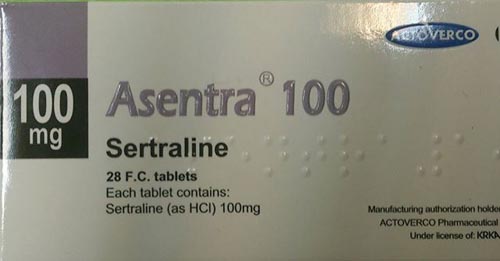 ACTOVERCO
100
mg
Asentra® 100
Sertraline
28 F.C. tablets
Each tablet contains:
Sertraline (as HCl) 100mg
Manufacturing authorization holder
ACTOVERCO Pharmaceutical
Under license of: KRKA